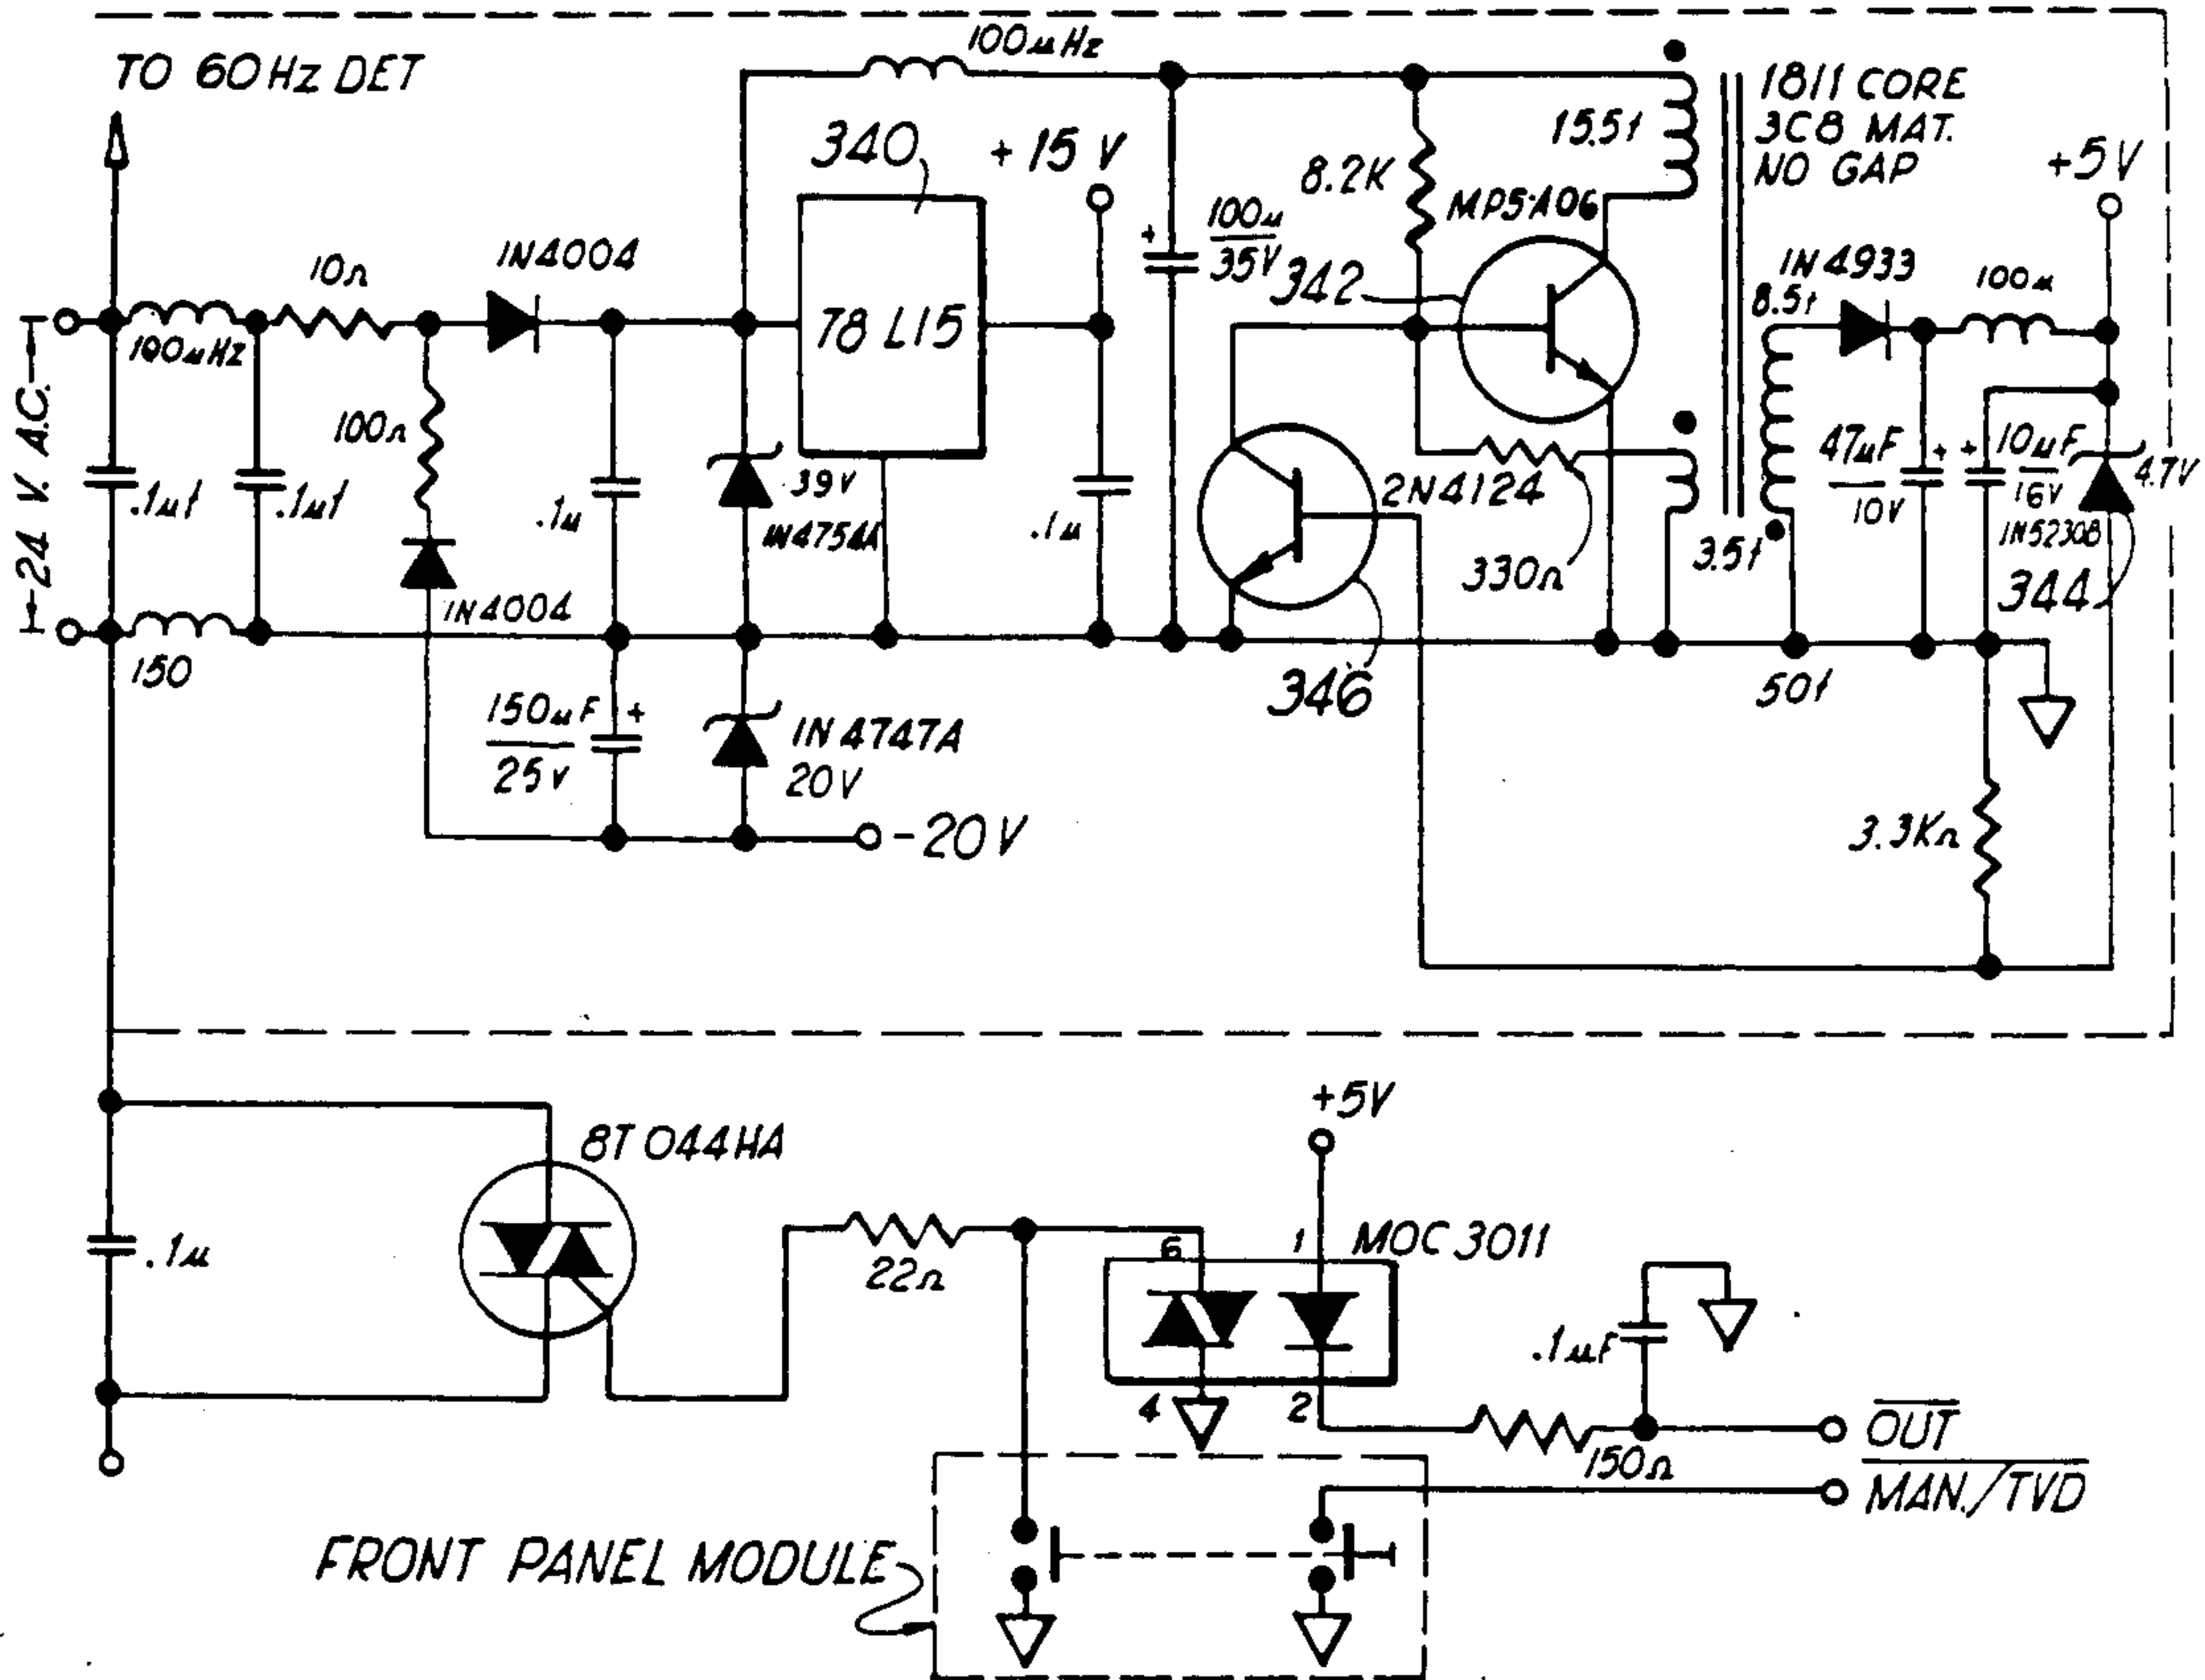 TO 60 Hz DET
100μHz
1811 CORE
3C8 MAT.
NO GAP
15.5t
+5V
340
+15 V
8.2K
MPSA06
100μ
35V
+
342
1N4933
8.5t
100μ
10Ω
1N4004
78 L15
100μHz
24 V. A.C.
100Ω
.1μf
.1μf
.1μ
39V
1N4754A
.1μ
2N4124
330Ω
3.5t
47μF
10V
+
+
10μF
16V
4.7V
1N5230B
344
1N4004
150
346
50t
150μF
25V
+
1N4747A
20V
-20V
3.3KΩ
8T044HA
+5V
.1μ
22Ω
6
1
MOC 3011
4
2
.1μF
150Ω
OUT
MAN./TVD
FRONT PANEL MODULE